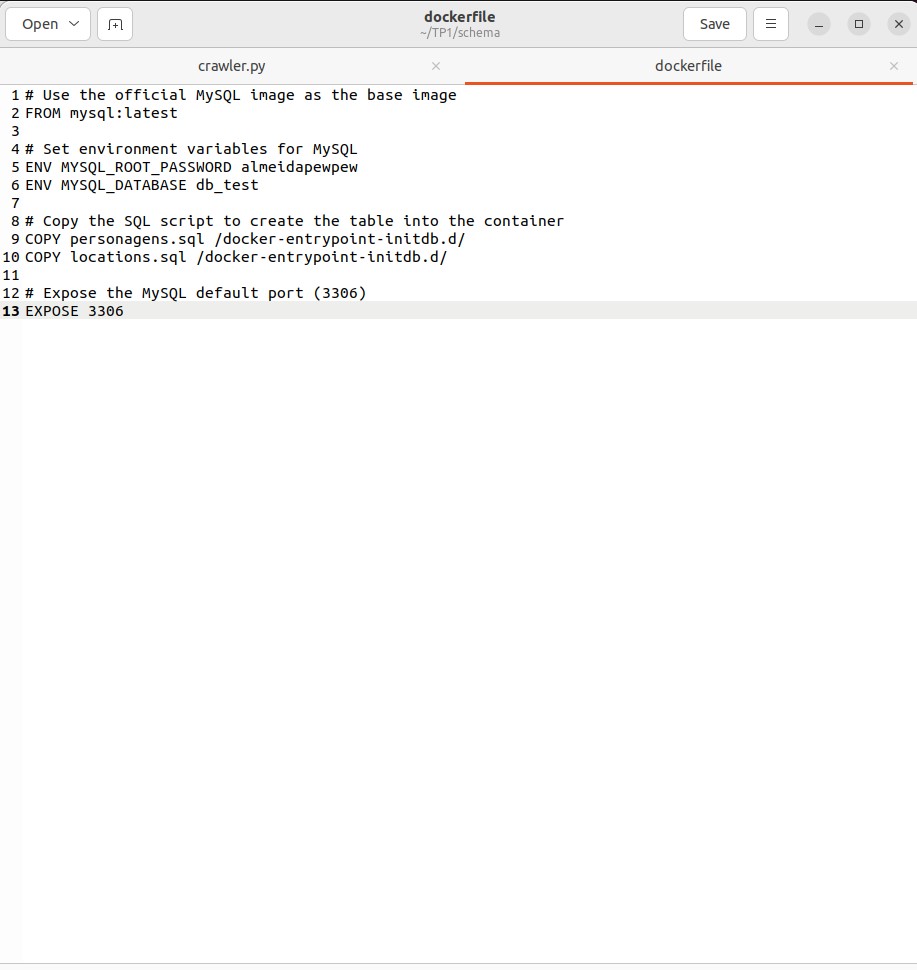 Open
dockerfile
~/TP1/schema
Save
crawler.py
dockerfile
1 # Use the official MySQL image as the base image
2 FROM mysql:latest
3
4 # Set environment variables for MySQL
5 ENV MYSQL_ROOT_PASSWORD almeidapewpew
6 ENV MYSQL_DATABASE db_test
7
8 # Copy the SQL script to create the table into the container
9 COPY personagens.sql /docker-entrypoint-initdb.d/
10 COPY locations.sql /docker-entrypoint-initdb.d/
11
12 # Expose the MySQL default port (3306)
13 EXPOSE 3306